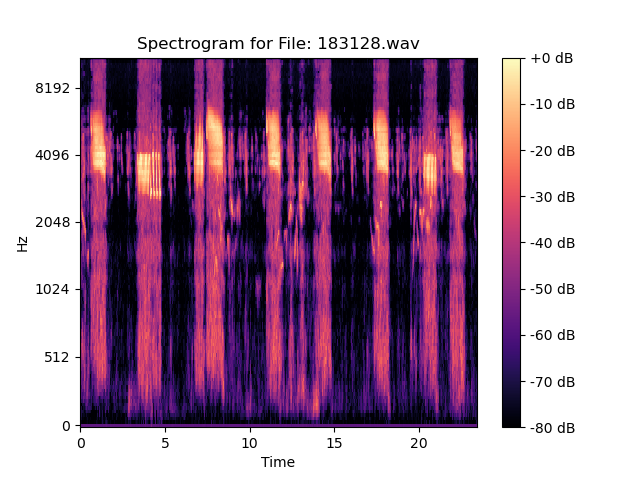 Spectrogram for File: 183128.wav
8192
4096
2048
1024
512
0
Hz
0 5 10 15 20
Time
+0 dB
-10 dB
-20 dB
-30 dB
-40 dB
-50 dB
-60 dB
-70 dB
-80 dB